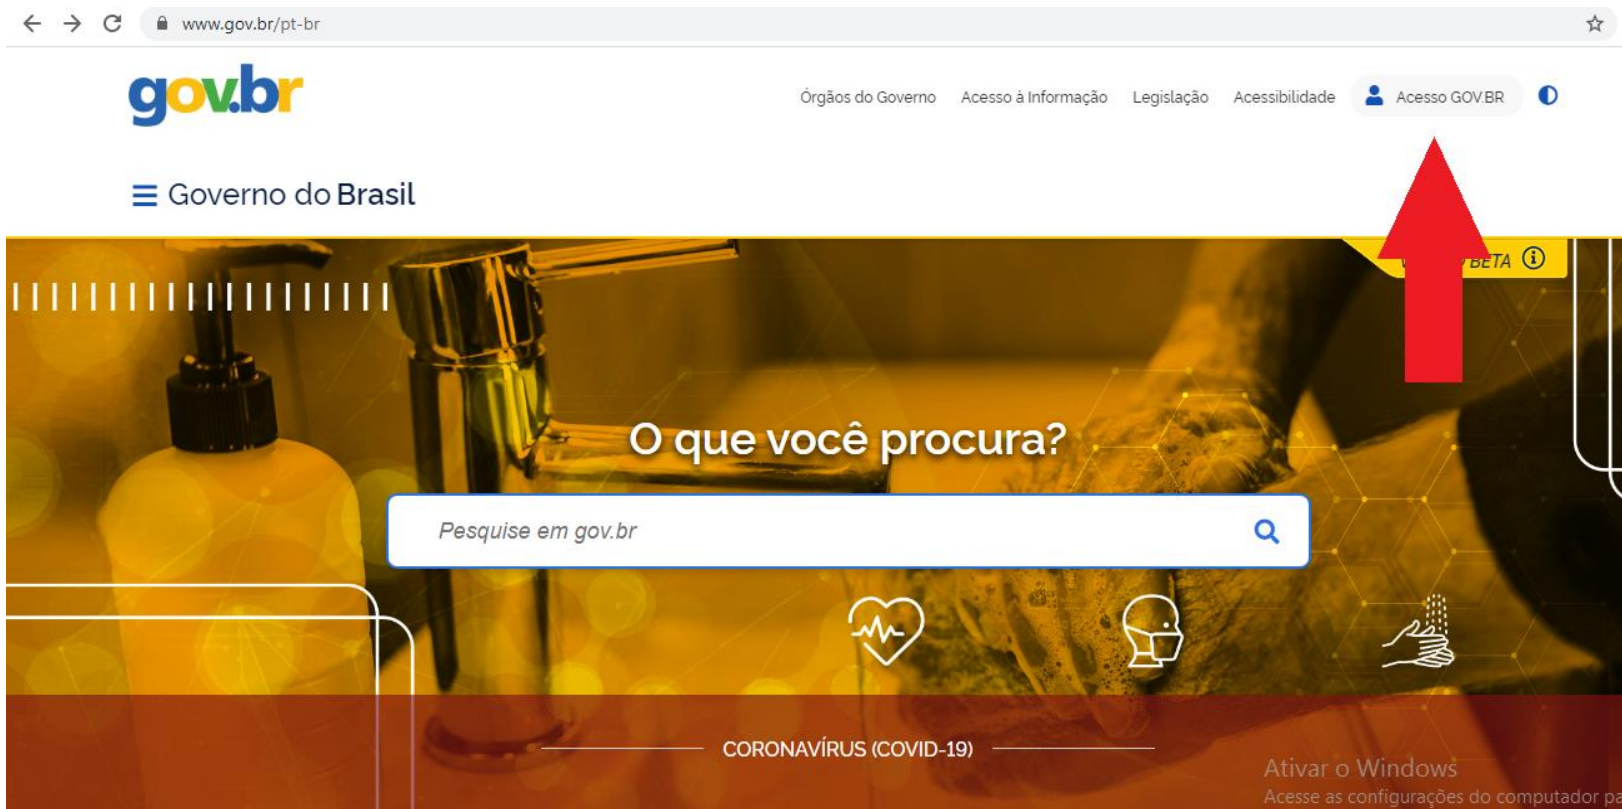 www.gov.br/pt-br
gov.br
Órgãos do Governo Acesso à Informação Legislação Acessibilidade Acesso GOV.BR
Governo do Brasil
BETA
O que você procura?
Pesquise em gov.br
CORONAVÍRUS (COVID-19)
Ativar o Windows
Acesse as configurações do computador